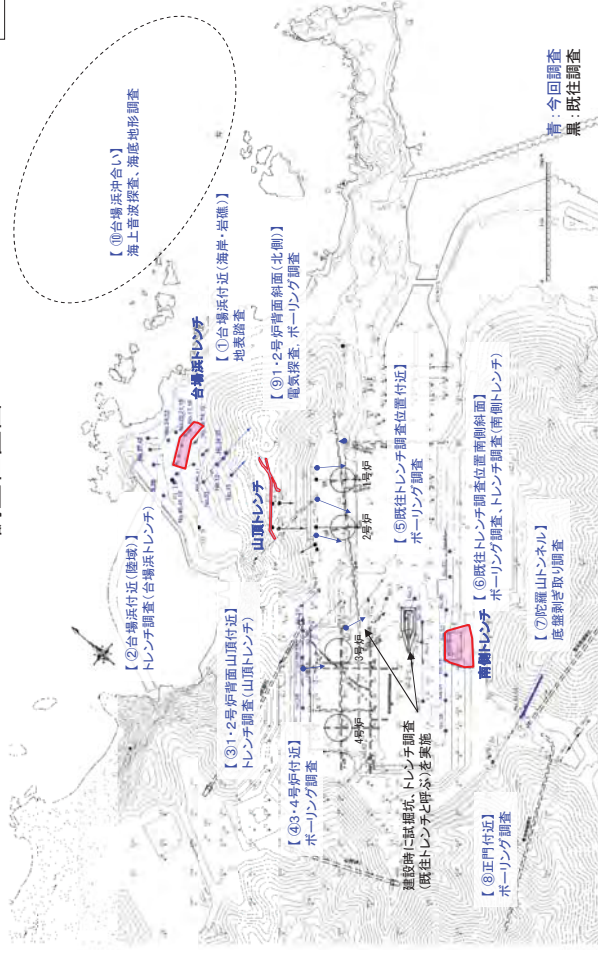 【⑩台場浜沖合い】
海上音波探査、海底地形調査
【①台場浜付近(海岸・岩礁)】
地表踏査
台場浜トレンチ
【②台場浜付近(陸域)】
トレンチ調査(台場浜トレンチ)
【⑨1・2号炉背面斜面(北側)】
電気探査、ボーリング調査
山頂トレンチ
【③1・2号炉背面山頂付近】
トレンチ調査(山頂トレンチ)
1号炉
2号炉
3号炉
4号炉
【④3・4号炉付近】
ボーリング調査
【⑤既往トレンチ調査位置付近】
ボーリング調査
建設時に試掘坑、トレンチ調査
(既往トレンチと呼ぶ)を実施
【⑥既往トレンチ調査位置南側斜面】
ボーリング調査、トレンチ調査(南側トレンチ)
南側トレンチ
【⑦陀羅山トンネル】
底盤剥ぎ取り調査
【⑧正門付近】
ボーリング調査
青:今回調査
黒:既往調査